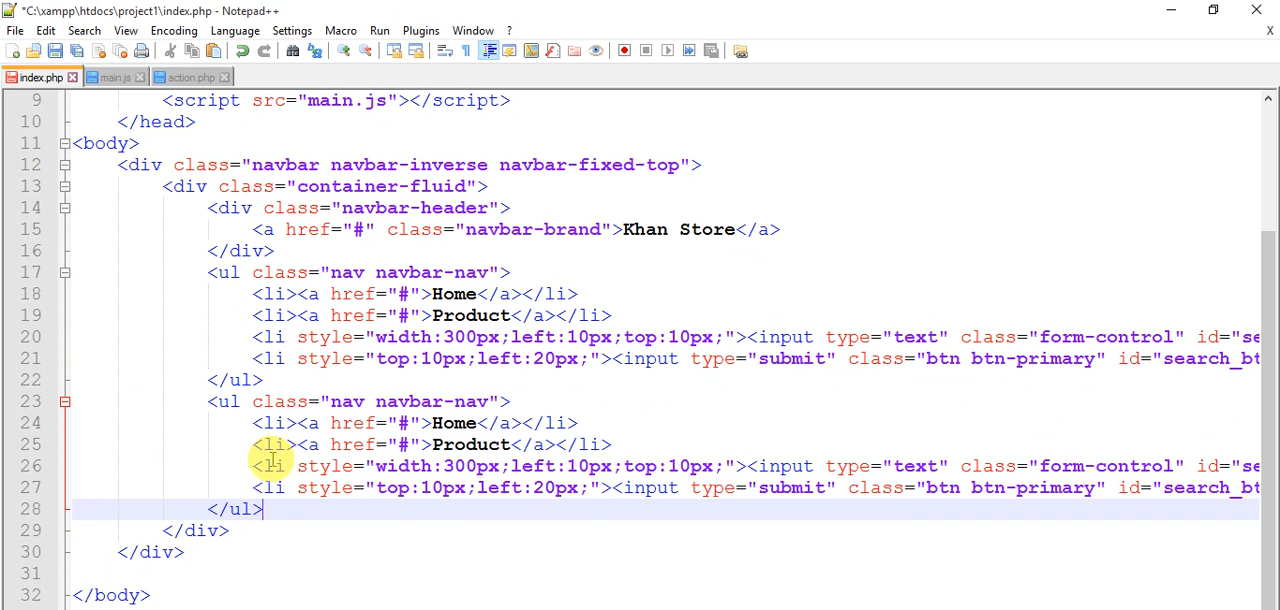 *C:\xampp\htdocs\project1\index.php - Notepad++
File Edit Search View Encoding Language Settings Macro Run Plugins Window ? X
index.php main.js action.php
9 <script src="main.js"></script>
10 </head>
11 <body>
12 <div class="navbar navbar-inverse navbar-fixed-top">
13 <div class="container-fluid">
14 <div class="navbar-header">
15 <a href="#" class="navbar-brand">Khan Store</a>
16 </div>
17 <ul class="nav navbar-nav">
18 <li><a href="#">Home</a></li>
19 <li><a href="#">Product</a></li>
20 <li style="width:300px;left:10px;top:10px;"><input type="text" class="form-control" id="se
21 <li style="top:10px;left:20px;"><input type="submit" class="btn btn-primary" id="search_bt
22 </ul>
23 <ul class="nav navbar-nav">
24 <li><a href="#">Home</a></li>
25 <li><a href="#">Product</a></li>
26 <li style="width:300px;left:10px;top:10px;"><input type="text" class="form-control" id="se
27 <li style="top:10px;left:20px;"><input type="submit" class="btn btn-primary" id="search_bt
28 </ul>
29 </div>
30 </div>
31
32 </body>